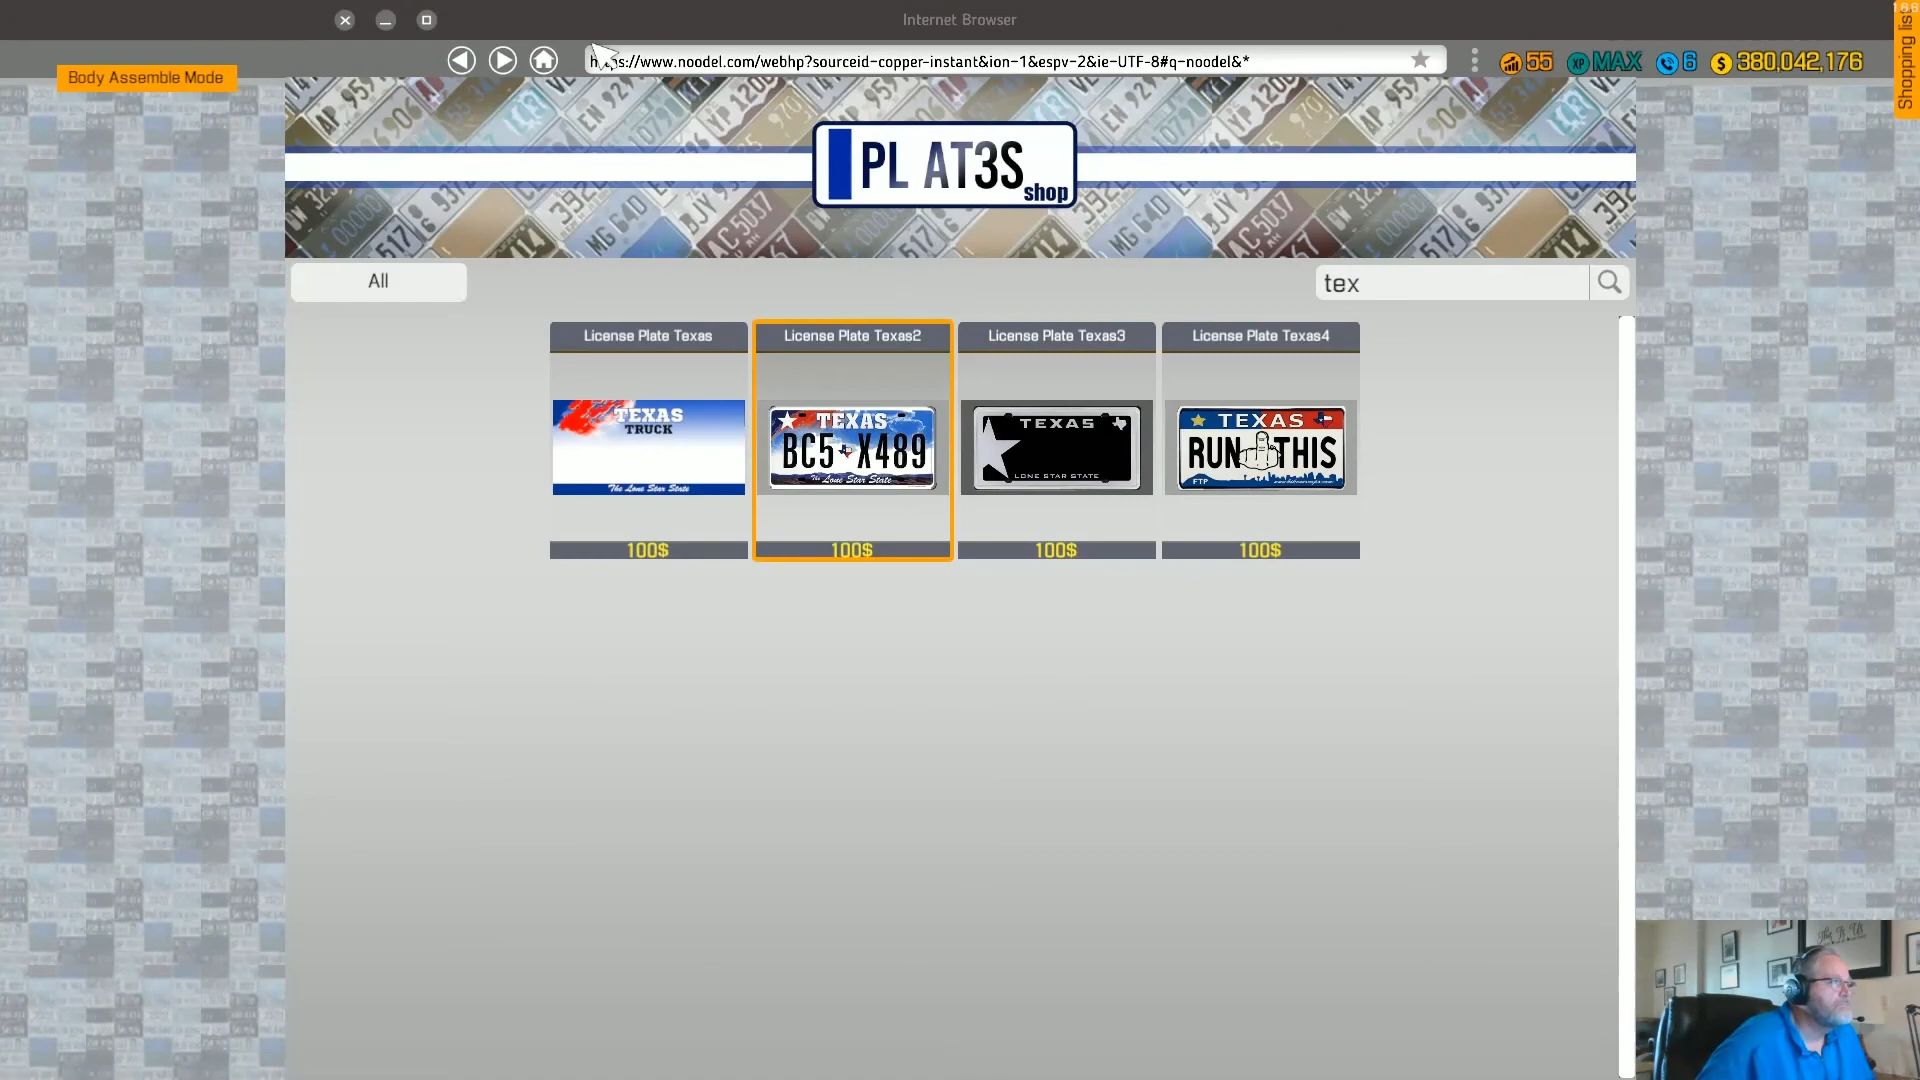 Internet Browser
186
Shopping list
https://www.noodel.com/webhp?sourceid-copper-instant&ion-1&espv-2&ie-UTF-8#q-noodel&*
55
XP MAX
6
$ 380,042,176
Body Assemble Mode
PL AT3S
shop
All
tex
License Plate Texas
License Plate Texas2
License Plate Texas3
License Plate Texas4
TEXAS
TRUCK
The Lone Star State
TEXAS
BC5 X489
The Lone Star State
TEXAS
LONE STAR STATE
TEXAS
RUN THIS
FTP
100$
100$
100$
100$